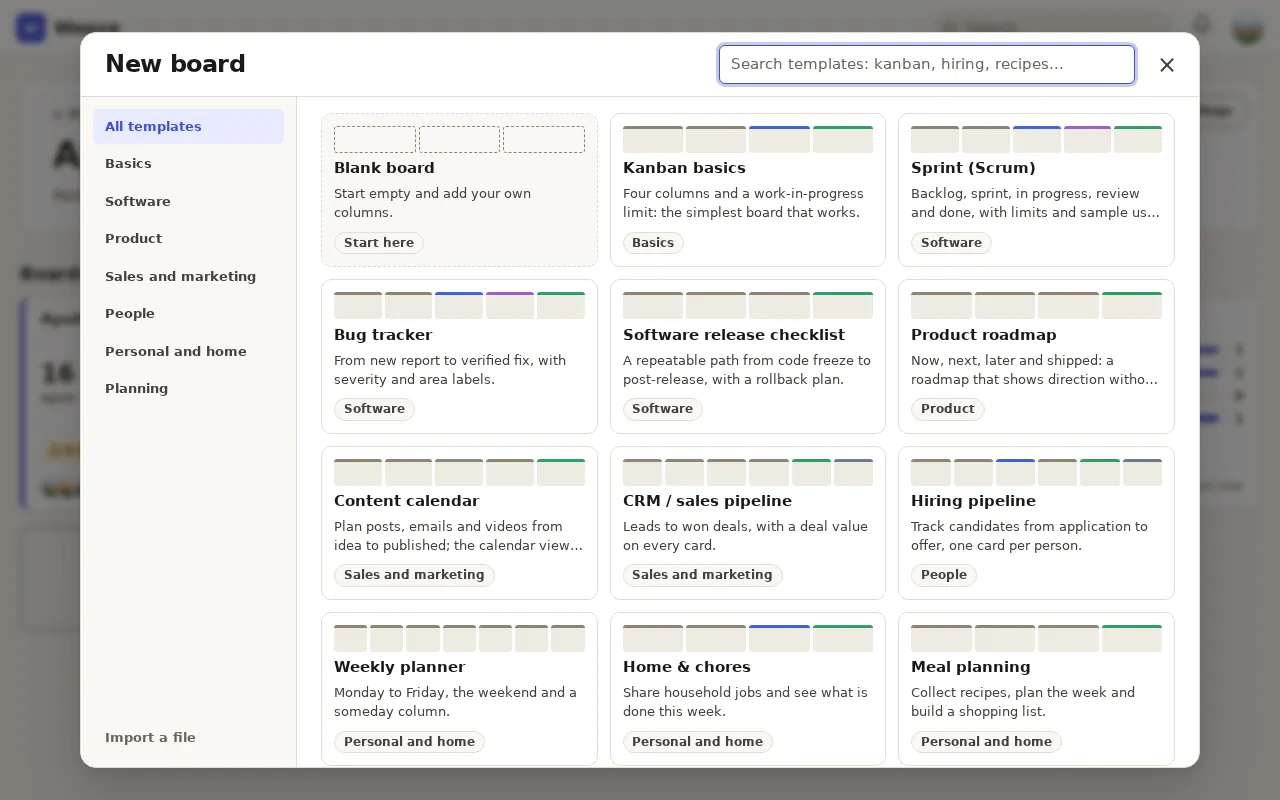 New board
Search templates: kanban, hiring, recipes…
All templates
Basics
Software
Product
Sales and marketing
People
Personal and home
Planning
Import a file
Blank board
Start empty and add your own
columns.
Start here
Kanban basics
Four columns and a work-in-progress
limit: the simplest board that works.
Basics
Sprint (Scrum)
Backlog, sprint, in progress, review
and done, with limits and sample us…
Software
Bug tracker
From new report to verified fix, with
severity and area labels.
Software
Software release checklist
A repeatable path from code freeze to
post-release, with a rollback plan.
Software
Product roadmap
Now, next, later and shipped: a
roadmap that shows direction witho…
Product
Content calendar
Plan posts, emails and videos from
idea to published; the calendar view…
Sales and marketing
CRM / sales pipeline
Leads to won deals, with a deal value
on every card.
Sales and marketing
Hiring pipeline
Track candidates from application to
offer, one card per person.
People
Weekly planner
Monday to Friday, the weekend and a
someday column.
Personal and home
Home & chores
Share household jobs and see what is
done this week.
Personal and home
Meal planning
Collect recipes, plan the week and
build a shopping list.
Personal and home